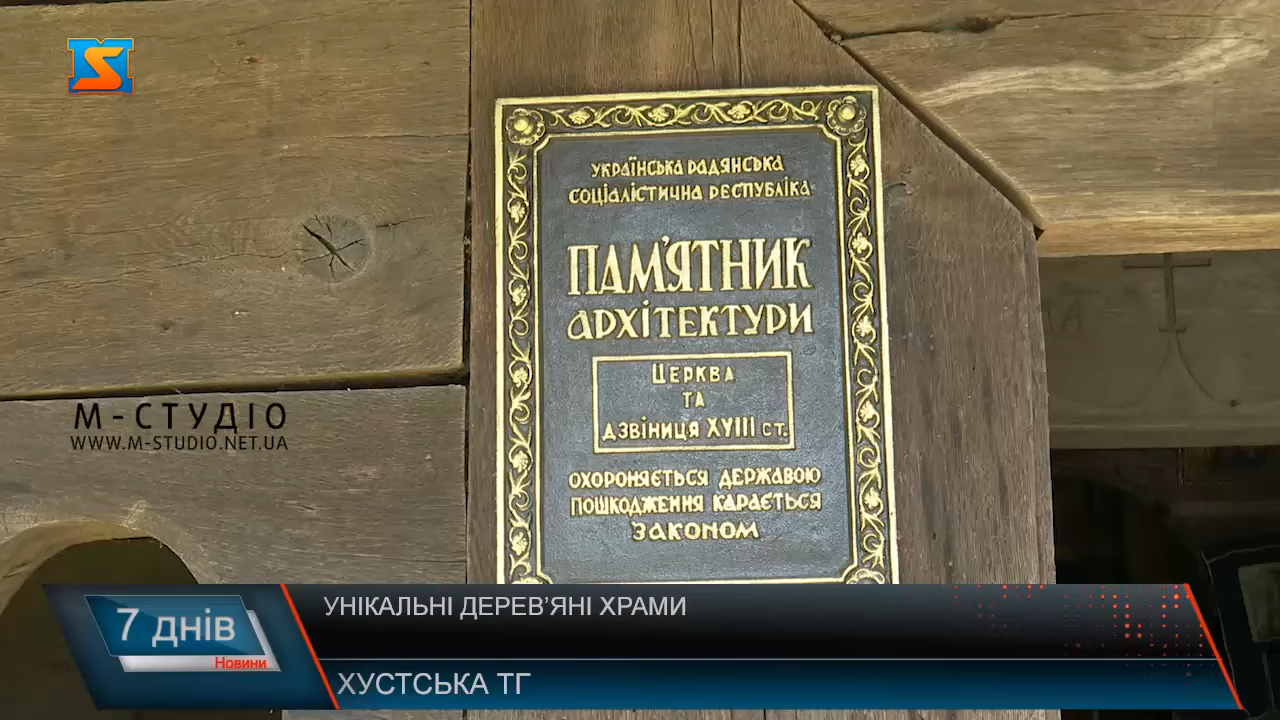 УКРАЇНСЬКА РАДЯНСЬКА
СОЦІАЛІСТИЧНА РЕСПУБЛІКА
ПАМ'ЯТНИК
АРХІТЕКТУРИ
ЦЕРКВА
ТА
ДЗВІНИЦЯ XVIII СТ.
ОХОРОНЯЄТЬСЯ ДЕРЖАВОЮ
ПОШКОДЖЕННЯ КАРАЄТЬСЯ
ЗАКОНОМ
М-СТУДІО
WWW.M-STUDIO.NET.UA
7 днів
Новини
УНІКАЛЬНІ ДЕРЕВ’ЯНІ ХРАМИ
ХУСТСЬКА ТГ